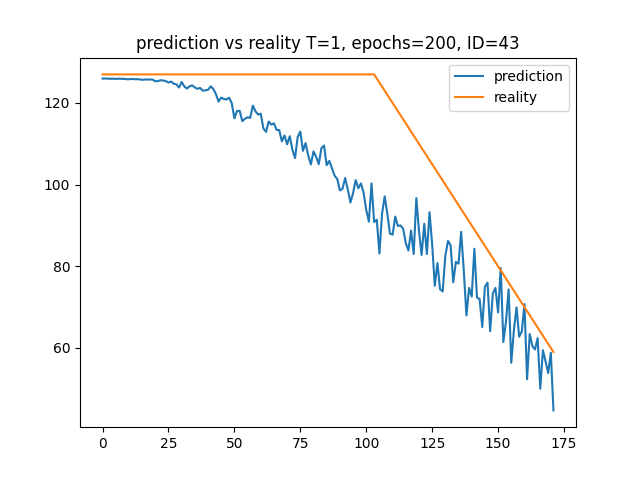 prediction vs reality T=1, epochs=200, ID=43
prediction
reality
120
100
80
60
0 25 50 75 100 125 150 175